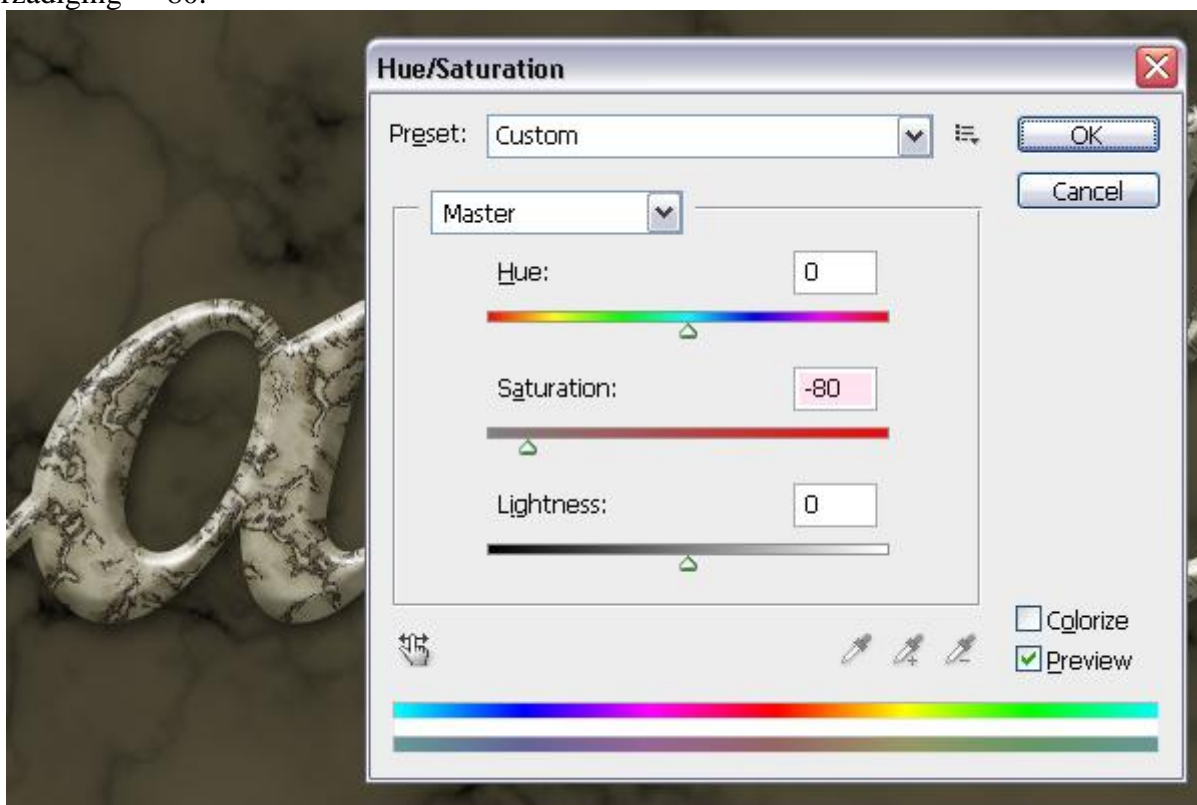 Hue/Saturation
Preset: Custom
OK
Cancel
Master
Hue: 0
Saturation: -80
Lightness: 0
Colorize
Preview